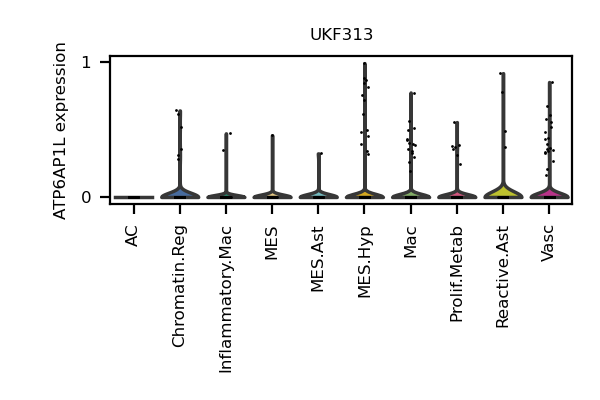 UKF313
ATP6AP1L expression
1
0
AC
Chromatin.Reg
Inflammatory.Mac
MES
MES.Ast
MES.Hyp
Mac
Prolif.Metab
Reactive.Ast
Vasc